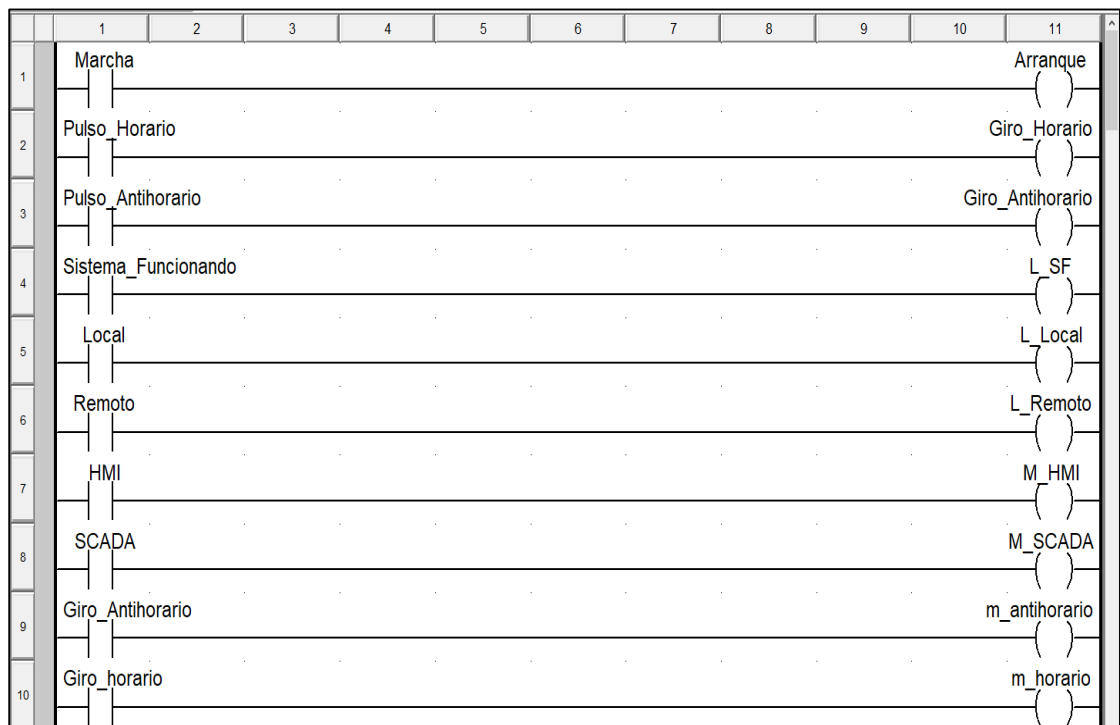 1 2 3 4 5 6 7 8 9 10 11
1 Marcha Arranque
2 Pulso_Horario Giro_Horario
3 Pulso_Antihorario Giro_Antihorario
4 Sistema_Funcionando L_SF
5 Local L_Local
6 Remoto L_Remoto
7 HMI M_HMI
8 SCADA M_SCADA
9 Giro_Antihorario m_antihorario
10 Giro_horario m_horario